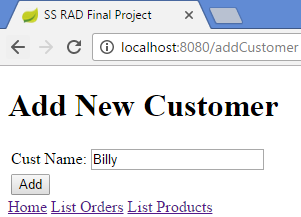 SS RAD Final Project
localhost:8080/addCustomer
Add New Customer
Cust Name: Billy
Add
Home List Orders List Products